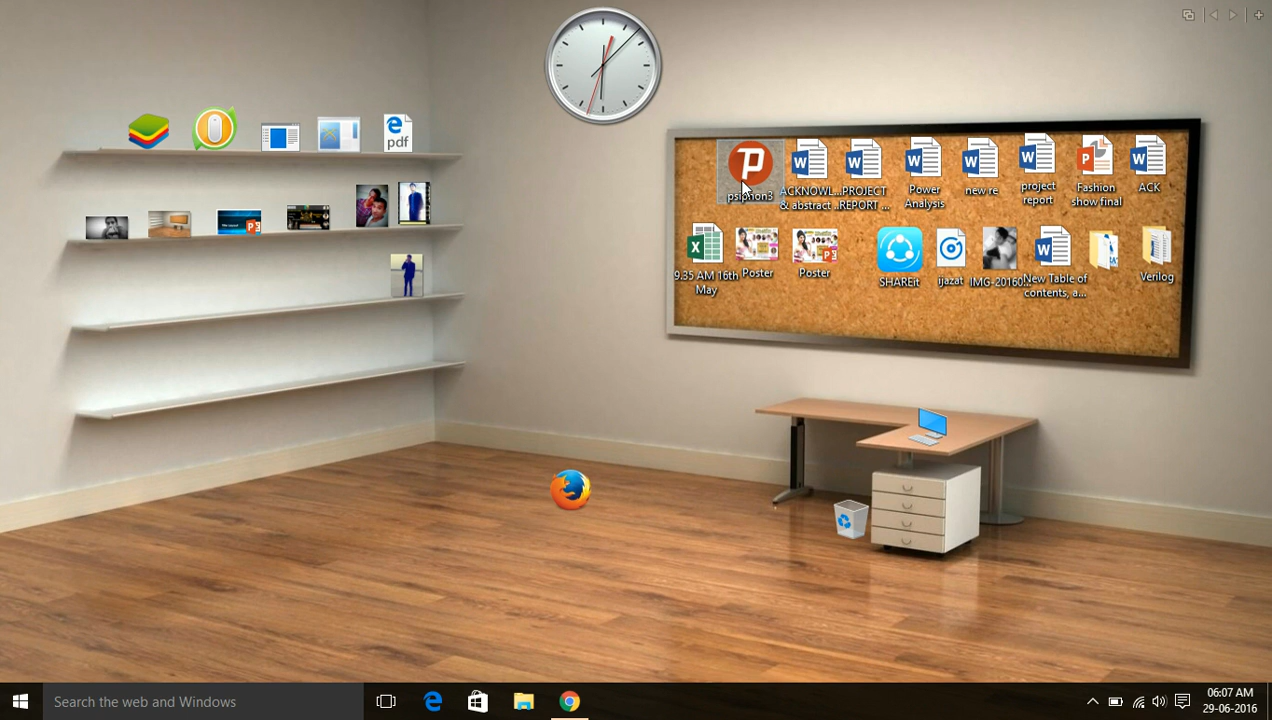 pdf
psiphon3
ACKNOWL...
& abstract ...
PROJECT
REPORT ...
Power
Analysis
new re
project
report
Fashion
show final
ACK
9.35 AM 16th
May
Poster
Poster
SHAREit
ijazat
IMG-20160...
New Table of
contents, a...
Verilog
Search the web and Windows
06:07 AM
29-06-2016